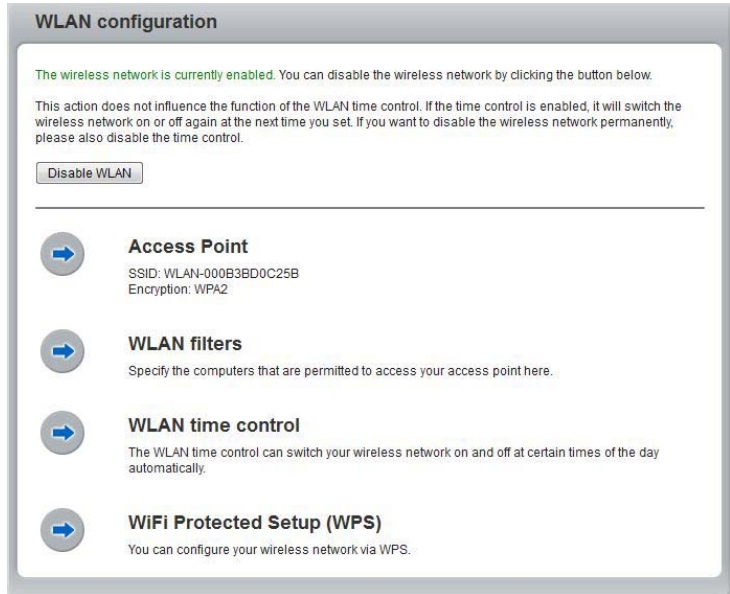 WLAN configuration
The wireless network is currently enabled. You can disable the wireless network by clicking the button below.
This action does not influence the function of the WLAN time control. If the time control is enabled, it will switch the
wireless network on or off again at the next time you set. If you want to disable the wireless network permanently,
please also disable the time control.
Disable WLAN
Access Point
SSID: WLAN-000B3BD0C25B
Encryption: WPA2
WLAN filters
Specify the computers that are permitted to access your access point here.
WLAN time control
The WLAN time control can switch your wireless network on and off at certain times of the day
automatically.
WiFi Protected Setup (WPS)
You can configure your wireless network via WPS.